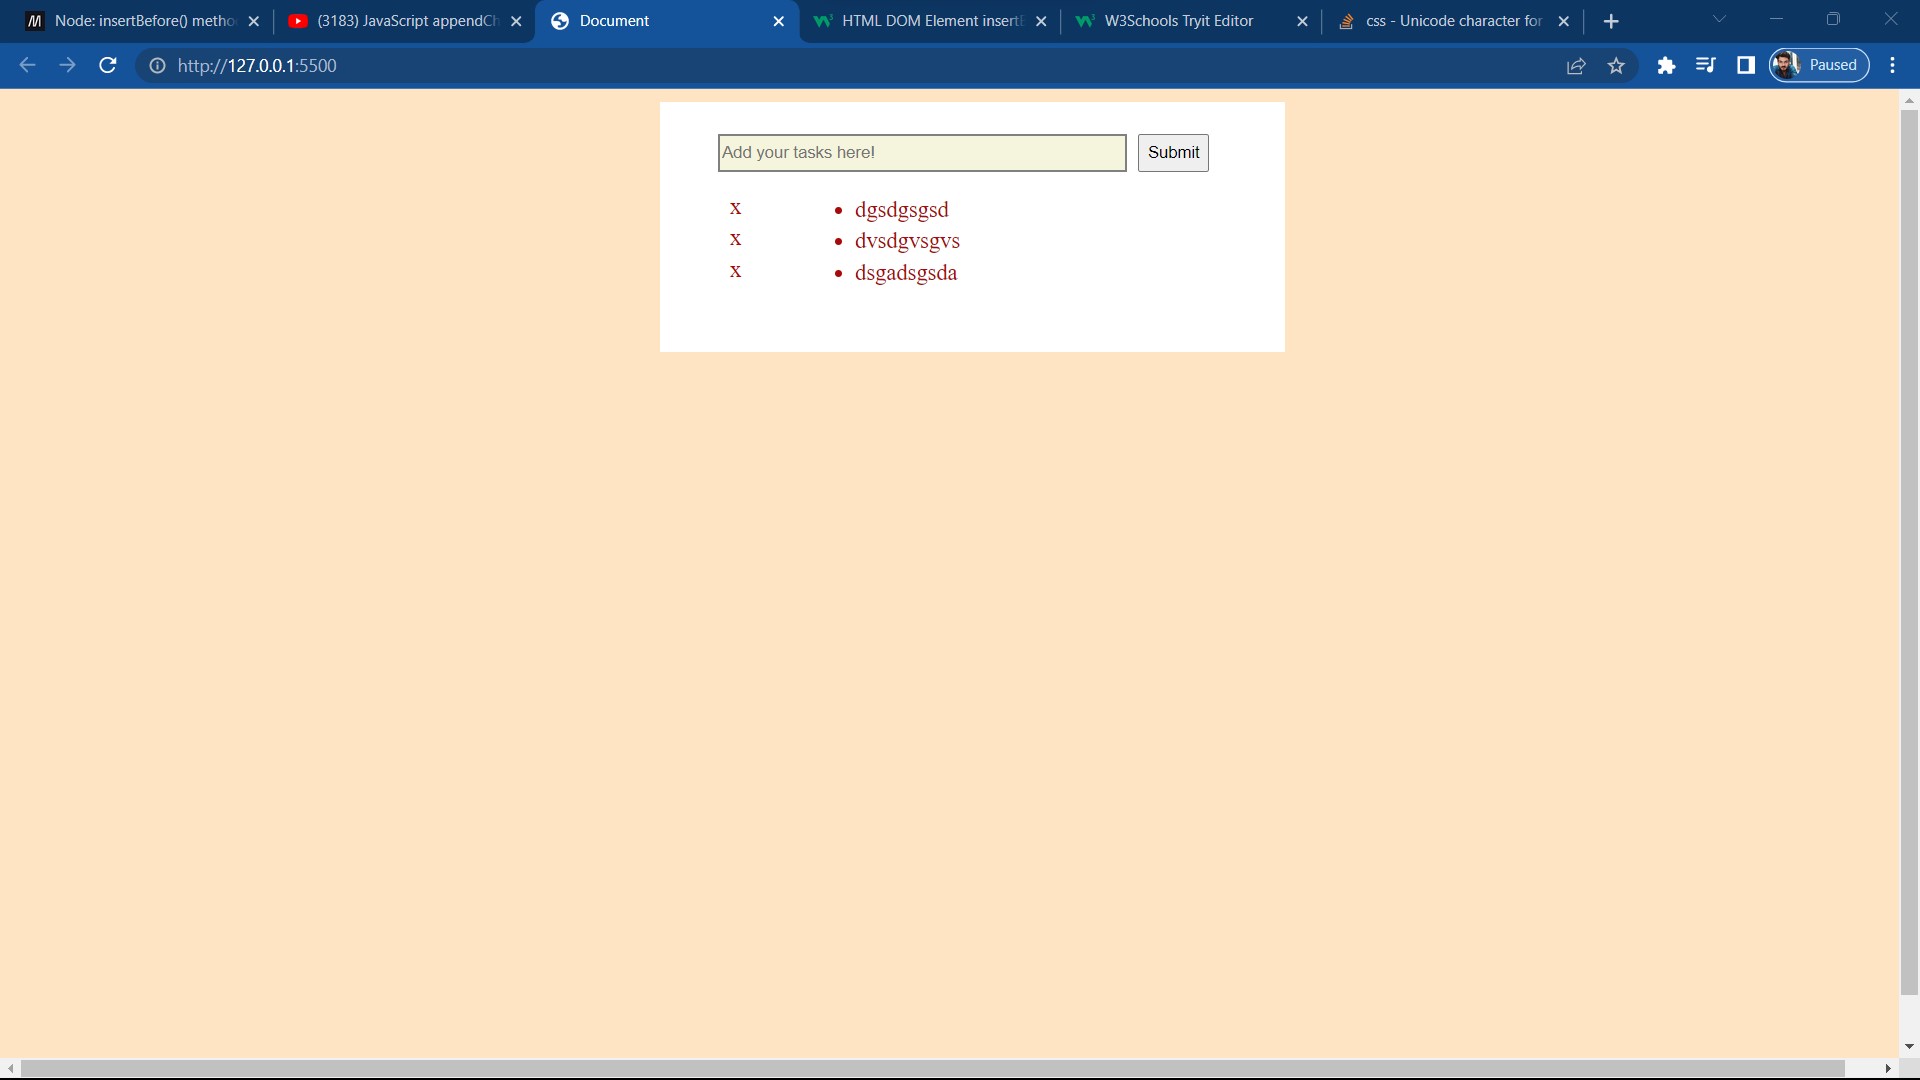 Node: insertBefore() metho
(3183) JavaScript appendCh
Document
HTML DOM Element insertB
W3Schools Tryit Editor
css - Unicode character for
http://127.0.0.1:5500
Paused
Add your tasks here!
Submit
x • dgsdgsgsd
x • dvsdgvsgvs
x • dsgadsgsda